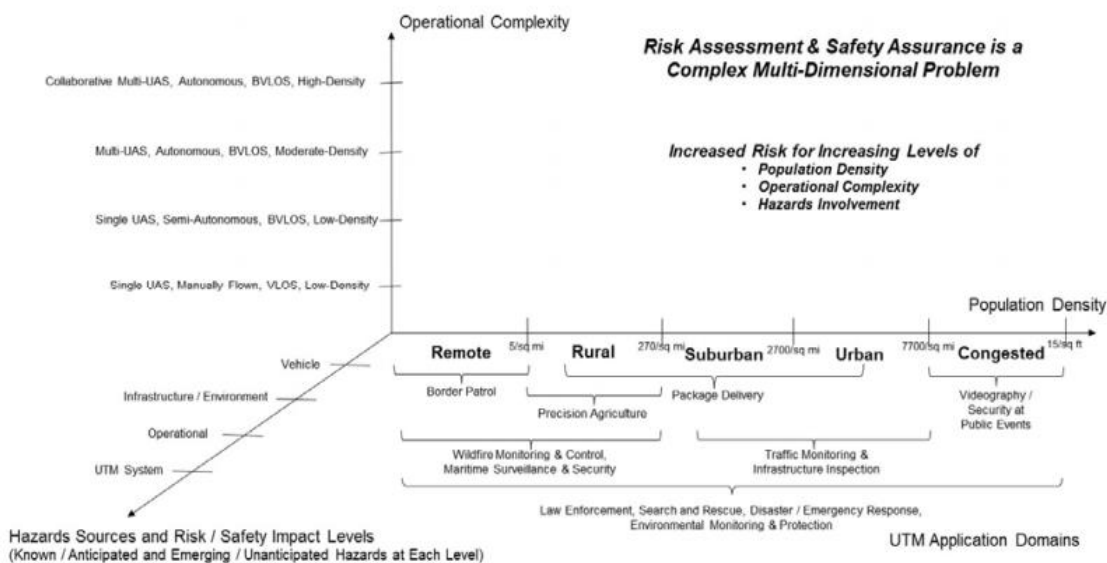 Operational Complexity
Risk Assessment & Safety Assurance is a
Complex Multi-Dimensional Problem
Collaborative Multi-UAS, Autonomous, BVLOS, High-Density
Multi-UAS, Autonomous, BVLOS, Moderate-Density
Increased Risk for Increasing Levels of
• Population Density
• Operational Complexity
• Hazards Involvement
Single UAS, Semi-Autonomous, BVLOS, Low-Density
Single UAS, Manually Flown, VLOS, Low-Density
Population Density
5/sq mi
270/sq mi
2700/sq mi
7700/sq mi
15/sq ft
Remote
Rural
Suburban
Urban
Congested
Vehicle
Infrastructure / Environment
Operational
UTM System
Border Patrol
Precision Agriculture
Package Delivery
Videography /
Security at
Public Events
Wildfire Monitoring & Control,
Maritime Surveillance & Security
Traffic Monitoring &
Infrastructure Inspection
Law Enforcement, Search and Rescue, Disaster / Emergency Response,
Environmental Monitoring & Protection
Hazards Sources and Risk / Safety Impact Levels
(Known / Anticipated and Emerging / Unanticipated Hazards at Each Level)
UTM Application Domains